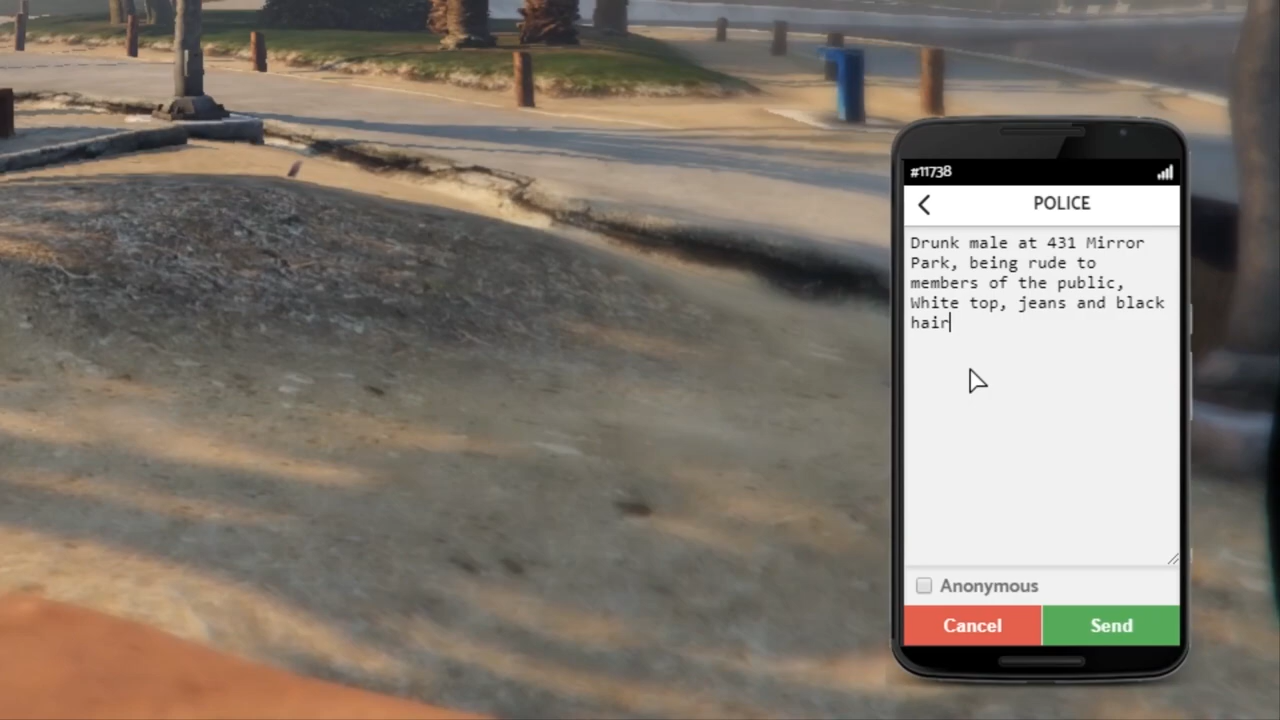 #11738
POLICE
Drunk male at 431 Mirror
Park, being rude to
members of the public,
White top, jeans and black
hair
Anonymous
Cancel
Send